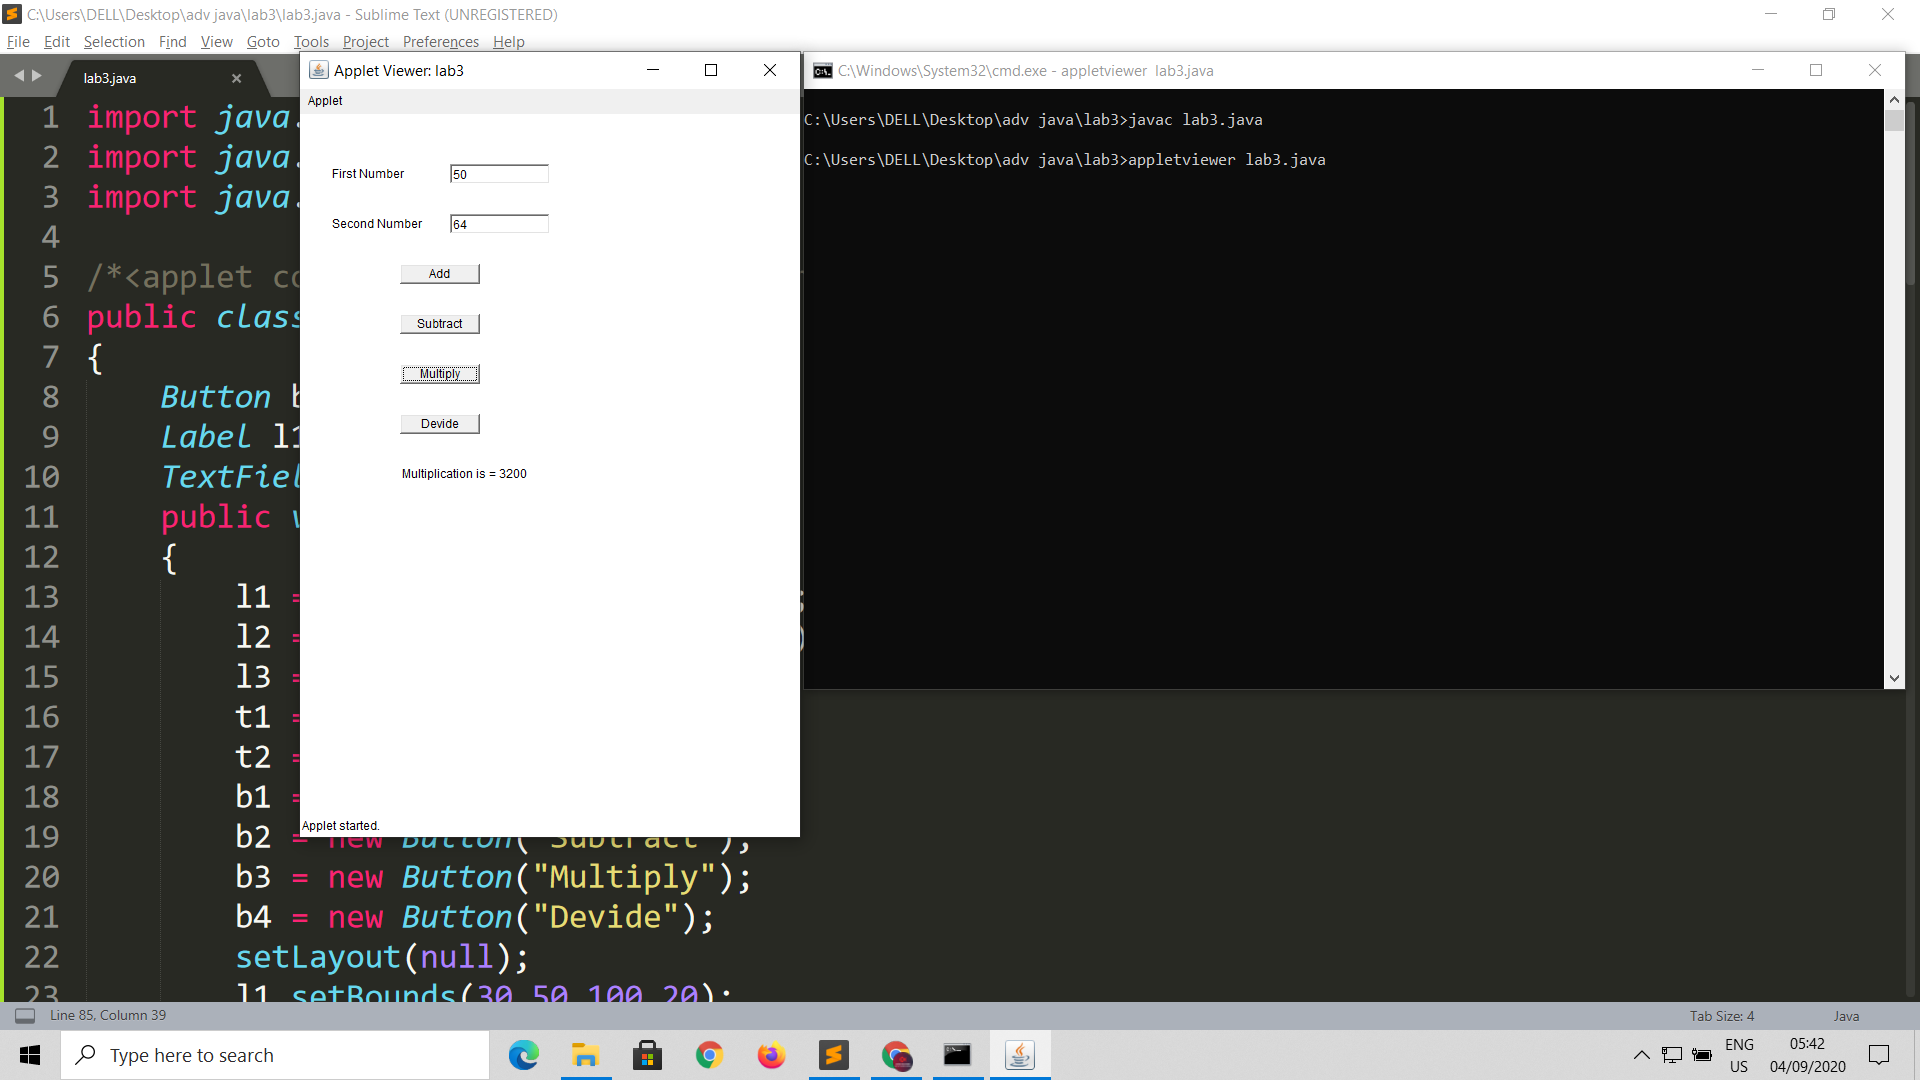 C:\Users\DELL\Desktop\adv java\lab3\lab3.java - Sublime Text (UNREGISTERED)
File Edit Selection Find View Goto Tools Project Preferences Help
lab3.java
Applet Viewer: lab3
Applet
First Number 50
Second Number 64
Add
Subtract
Multiply
Devide
Multiplication is = 3200
Applet started.
C:\Windows\System32\cmd.exe - appletviewer  lab3.java
C:\Users\DELL\Desktop\adv java\lab3>javac lab3.java
C:\Users\DELL\Desktop\adv java\lab3>appletviewer lab3.java
1 import java.
2 import java.
3 import java.
4
5 /*<applet
6 public class
7 {
8 Button
9 Label l1
10 TextFiel
11 public
12 {
13 l1 =
14 l2 =
15 l3 =
16 t1 =
17 t2 =
18 b1 =
19 b2 = new Button("Subtract");
20 b3 = new Button("Multiply");
21 b4 = new Button("Devide");
22 setLayout(null);
23 l1.setBounds(30,50,100,20);
Line 85, Column 39
Tab Size: 4
Java
Type here to search
ENG
US
05:42
04/09/2020